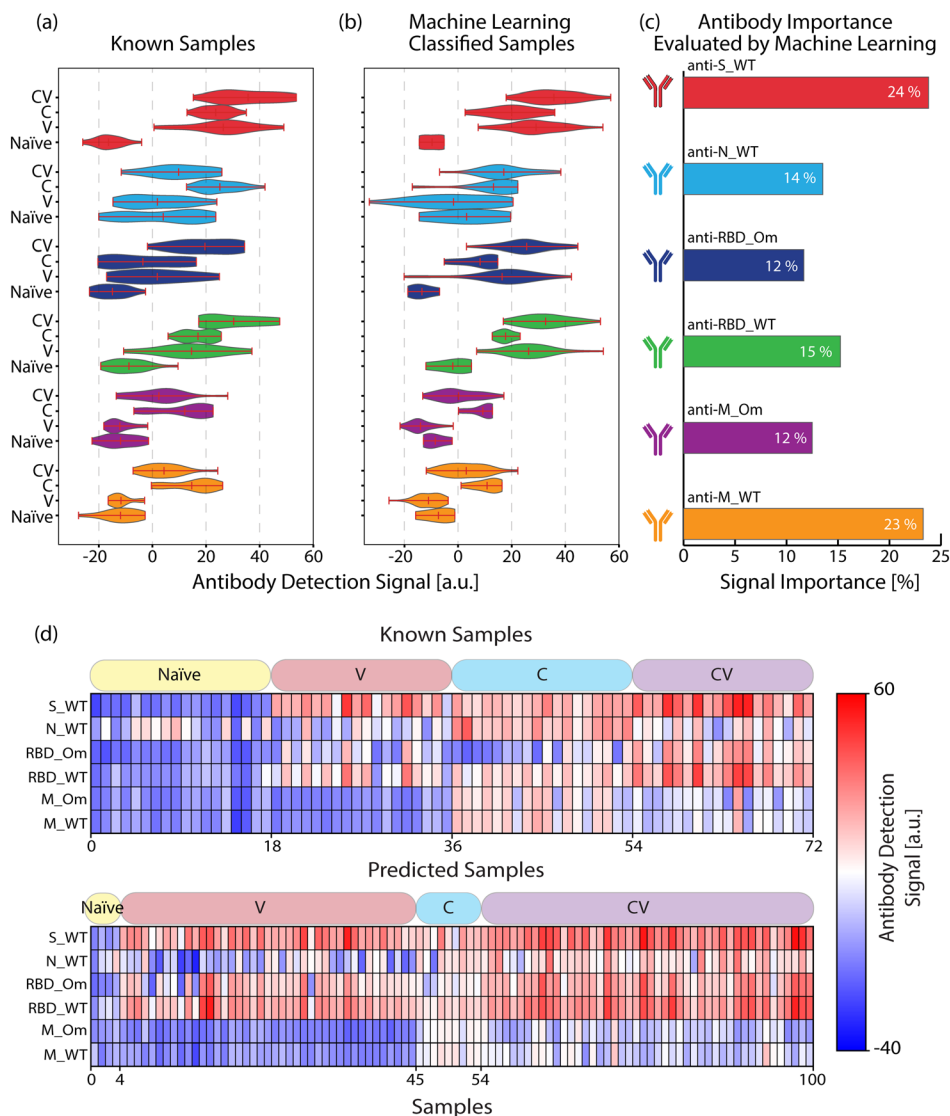 (a)
Known Samples
CV
C
V
Naïve
CV
C
V
Naïve
CV
C
V
Naïve
CV
C
V
Naïve
CV
C
V
Naïve
CV
C
V
Naïve
-20 0 20 40 60
(b)
Machine Learning
Classified Samples
-20 0 20 40 60
Antibody Detection Signal [a.u.]
(c)
Antibody Importance
Evaluated by Machine Learning
anti-S_WT
24 %
anti-N_WT
14 %
anti-RBD_Om
12 %
anti-RBD_WT
15 %
anti-M_Om
12 %
anti-M_WT
23 %
0 5 10 15 20 25
Signal Importance [%]
(d)
Known Samples
Naïve V C CV
S_WT
N_WT
RBD_Om
RBD_WT
M_Om
M_WT
0 18 36 54 72
Predicted Samples
Naïve V C CV
S_WT
N_WT
RBD_Om
RBD_WT
M_Om
M_WT
0 4 45 54 100
Samples
60
Antibody Detection
Signal [a.u.]
-40